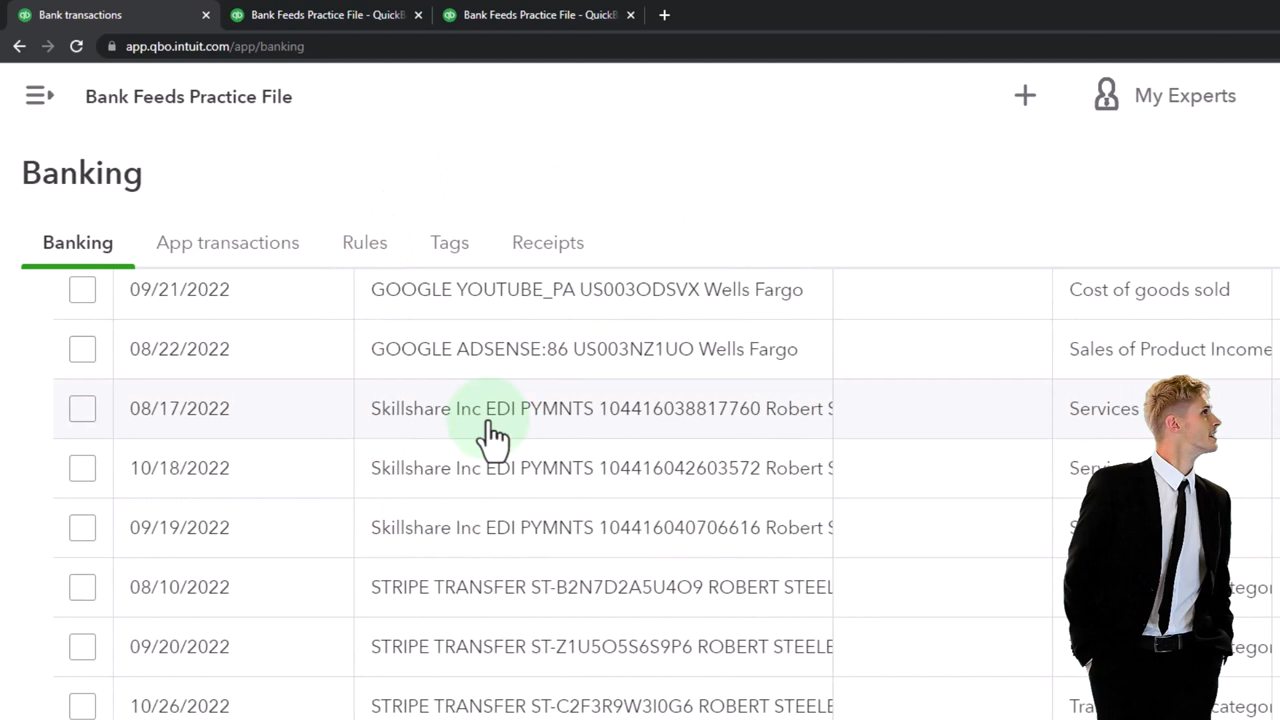 Bank transactions
Bank Feeds Practice File - QuickB
Bank Feeds Practice File - QuickB
app.qbo.intuit.com/app/banking
Bank Feeds Practice File
My Experts
Banking
Banking App transactions Rules Tags Receipts
09/21/2022 GOOGLE YOUTUBE_PA US003ODSVX Wells Fargo Cost of goods sold
08/22/2022 GOOGLE ADSENSE:86 US003NZ1UO Wells Fargo Sales of Product Income
08/17/2022 Skillshare Inc EDI PYMNTS 104416038817760 Robert S Services
10/18/2022 Skillshare Inc EDI PYMNTS 104416042603572 Robert S Ser
09/19/2022 Skillshare Inc EDI PYMNTS 104416040706616 Robert S
08/10/2022 STRIPE TRANSFER ST-B2N7D2A5U4O9 ROBERT STEEL
09/20/2022 STRIPE TRANSFER ST-Z1U5O5S6S9P6 ROBERT STEELE
10/26/2022 STRIPE TRANSFER ST-C2F3R9W3I0G6 ROBERT STEELE